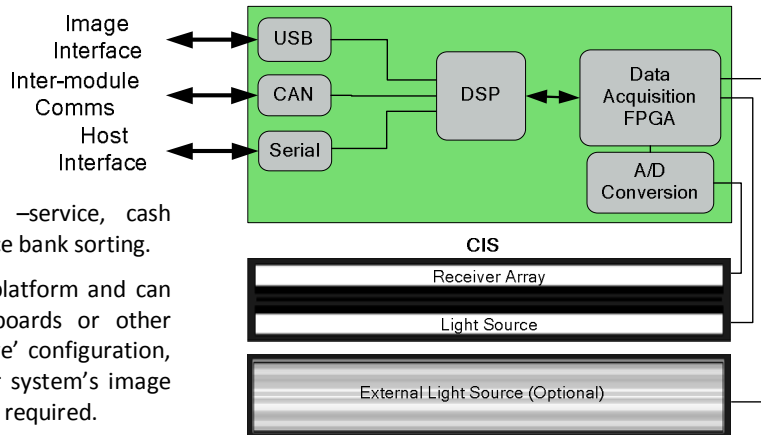 Image
Interface
Inter-module
Comms
Host
Interface
USB
CAN
Serial
DSP
Data
Acquisition
FPGA
A/D
Conversion
CIS
Receiver Array
Light Source
External Light Source (Optional)
–service, cash
bank sorting.
platform and can
boards or other
configuration,
system's image
required.